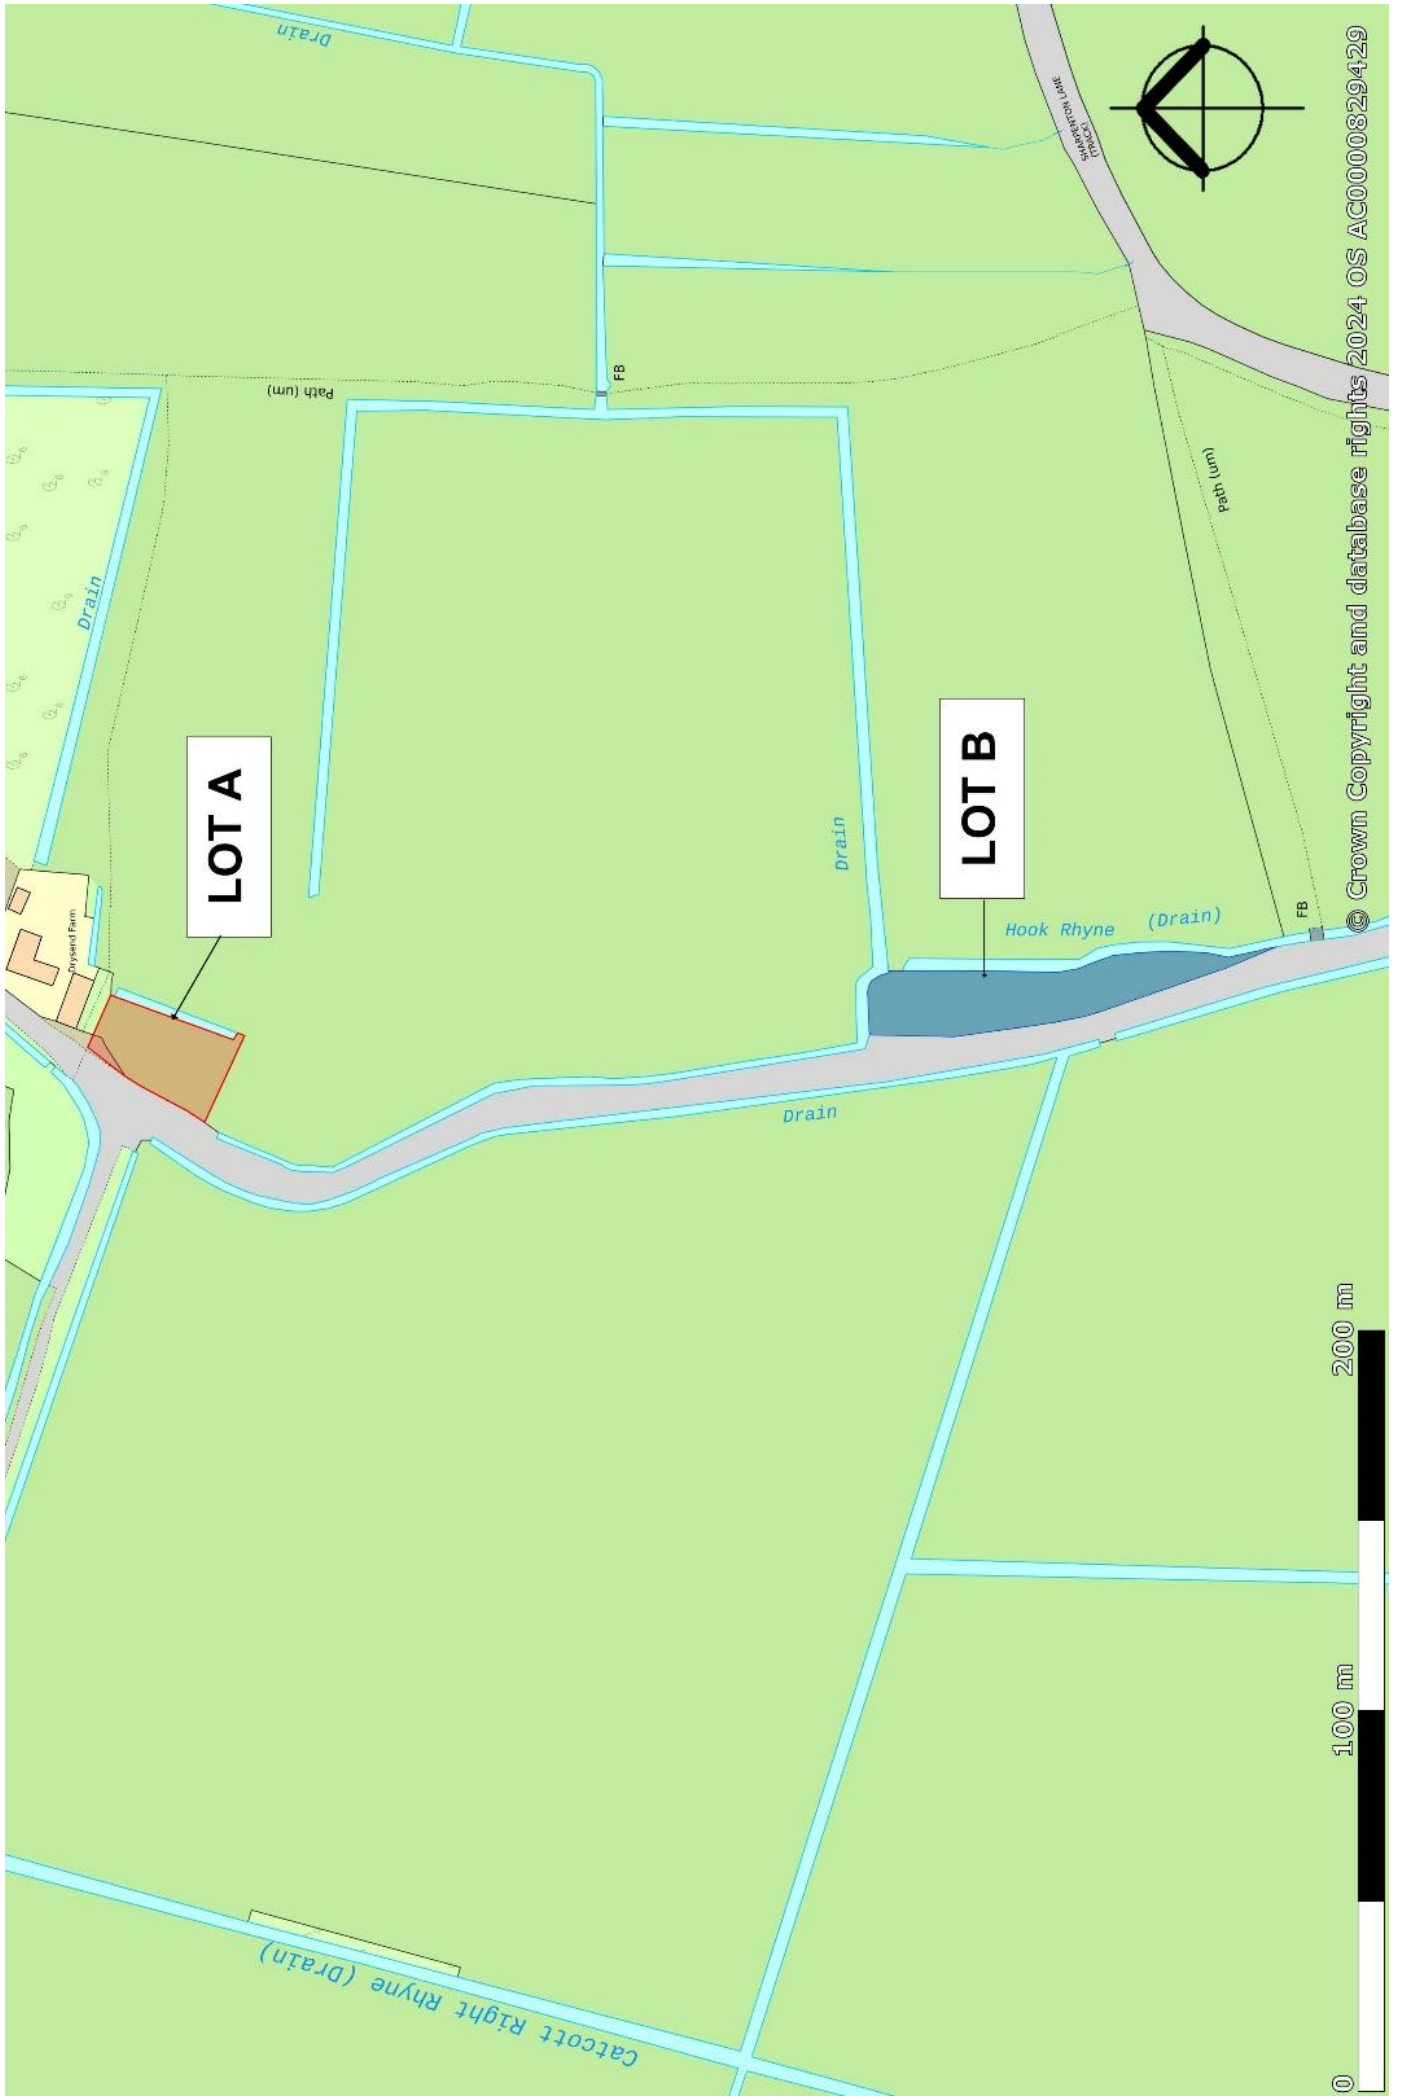 Drain
SHARPENTON LANE
(TRACK)
Path (um)
FB
Drain
Path (um)
Drysend Farm
LOT A
Drain
LOT B
Hook Rhyne (Drain)
FB
Drain
Catcott Right Rhyne (Drain)
0
100 m
200 m
© Crown Copyright and database rights 2024 OS AC0000829429